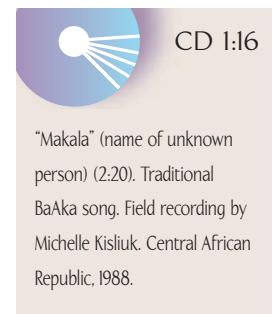 CD 1:16
“Makala” (name of unknown
person) (2:20). Traditional
BaAka song. Field recording by
Michelle Kisliuk. Central African
Republic, 1988.